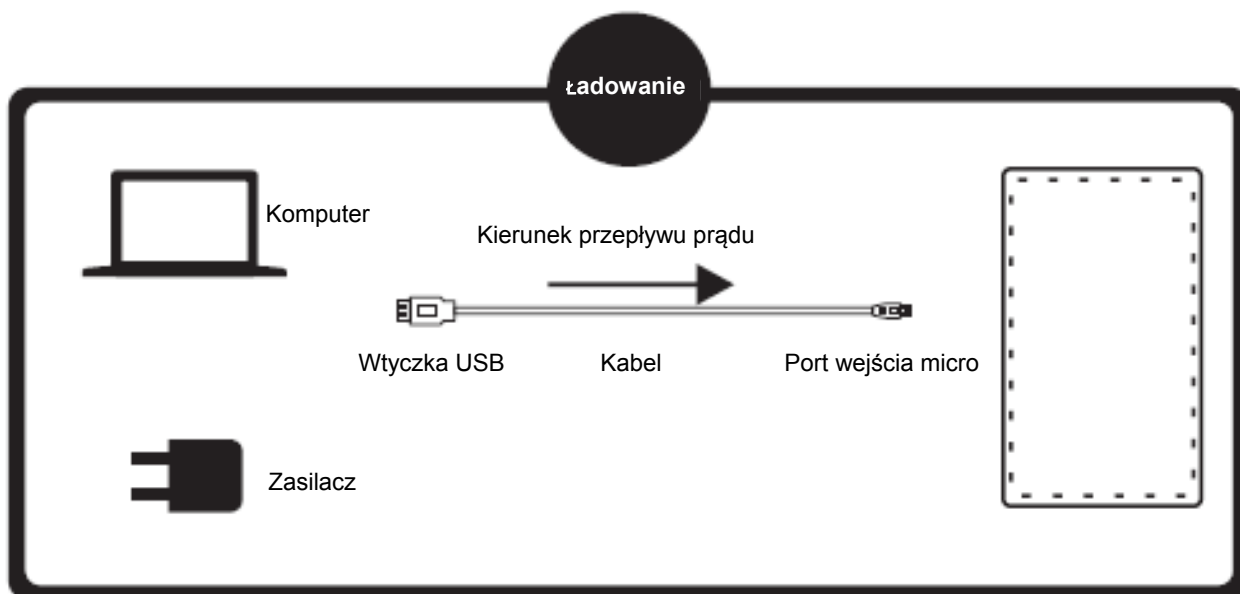 Ładowanie
Komputer
Kierunek przepływu prądu
Wtyczka USB
Kabel
Port wejścia micro
Zasilacz